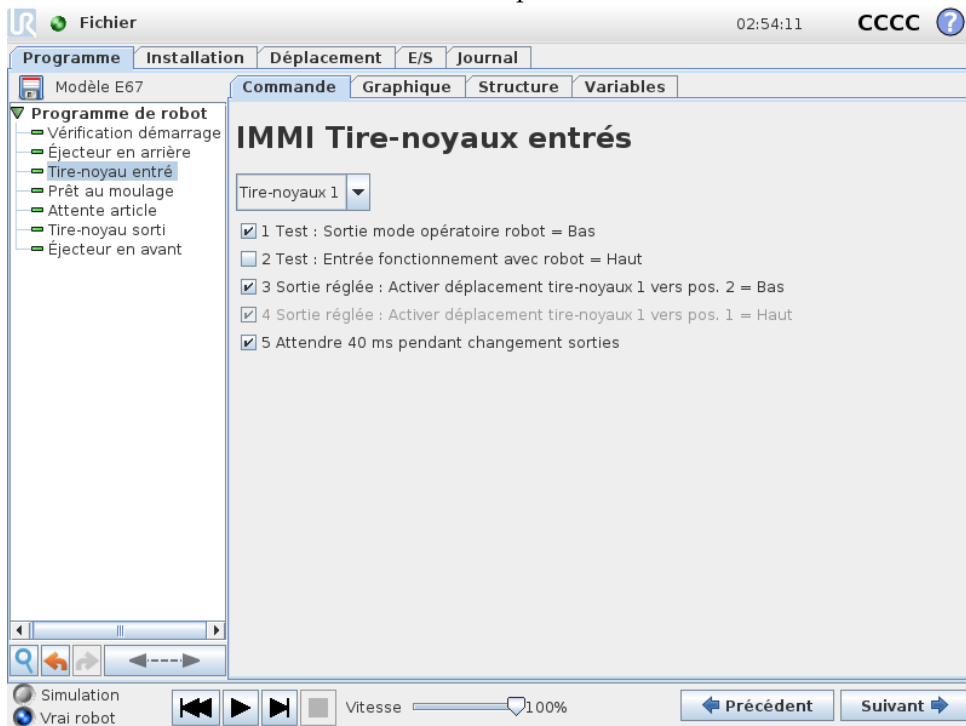 UR Fichier 02:54:11 CCCC ?
Programme Installation Déplacement E/S Journal
Modèle E67
Commande Graphique Structure Variables
Programme de robot
Vérification démarrage
Éjecteur en arrière
Tire-noyau entré
Prêt au moulage
Attente article
Tire-noyau sorti
Éjecteur en avant
IMMI Tire-noyaux entrés
Tire-noyaux 1
1 Test : Sortie mode opératoire robot = Bas
2 Test : Entrée fonctionnement avec robot = Haut
3 Sortie réglée : Activer déplacement tire-noyaux 1 vers pos. 2 = Bas
4 Sortie réglée : Activer déplacement tire-noyaux 1 vers pos. 1 = Haut
5 Attendre 40 ms pendant changement sorties
Simulation
Vrai robot
Vitesse 100%
Précédent
Suivant